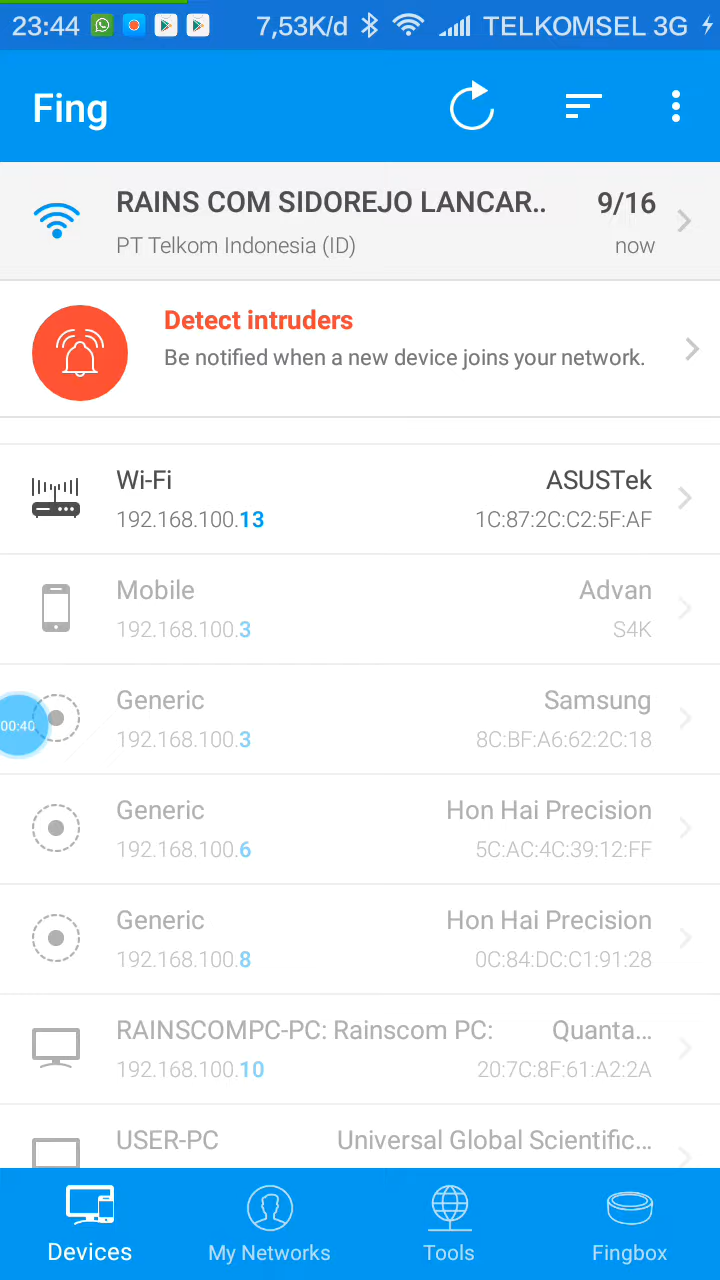 23:44 7,53K/d TELKOMSEL 3G
Fing
RAINS COM SIDOREJO LANCAR.. 9/16
PT Telkom Indonesia (ID) now
Detect intruders
Be notified when a new device joins your network.
Wi-Fi ASUSTek
192.168.100.13 1C:87:2C:C2:5F:AF
Mobile Advan
192.168.100.3 S4K
Generic Samsung
00:40 192.168.100.3 8C:BF:A6:62:2C:18
Generic Hon Hai Precision
192.168.100.6 5C:AC:4C:39:12:FF
Generic Hon Hai Precision
192.168.100.8 0C:84:DC:C1:91:28
RAINSCOMPC-PC: Rainscom PC: Quanta...
192.168.100.10 20:7C:8F:61:A2:2A
USER-PC Universal Global Scientific...
Devices My Networks Tools Fingbox